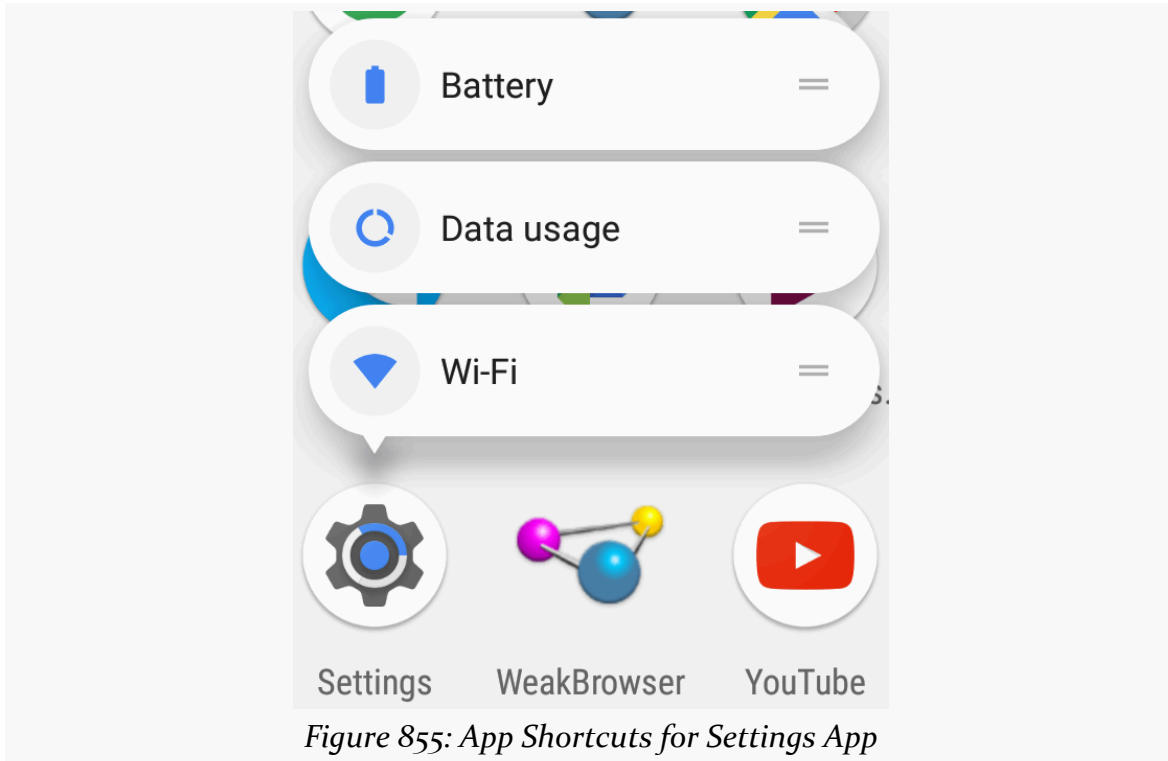 Battery
Data usage
Wi-Fi
s.
Settings WeakBrowser YouTube
Figure 855: App Shortcuts for Settings App